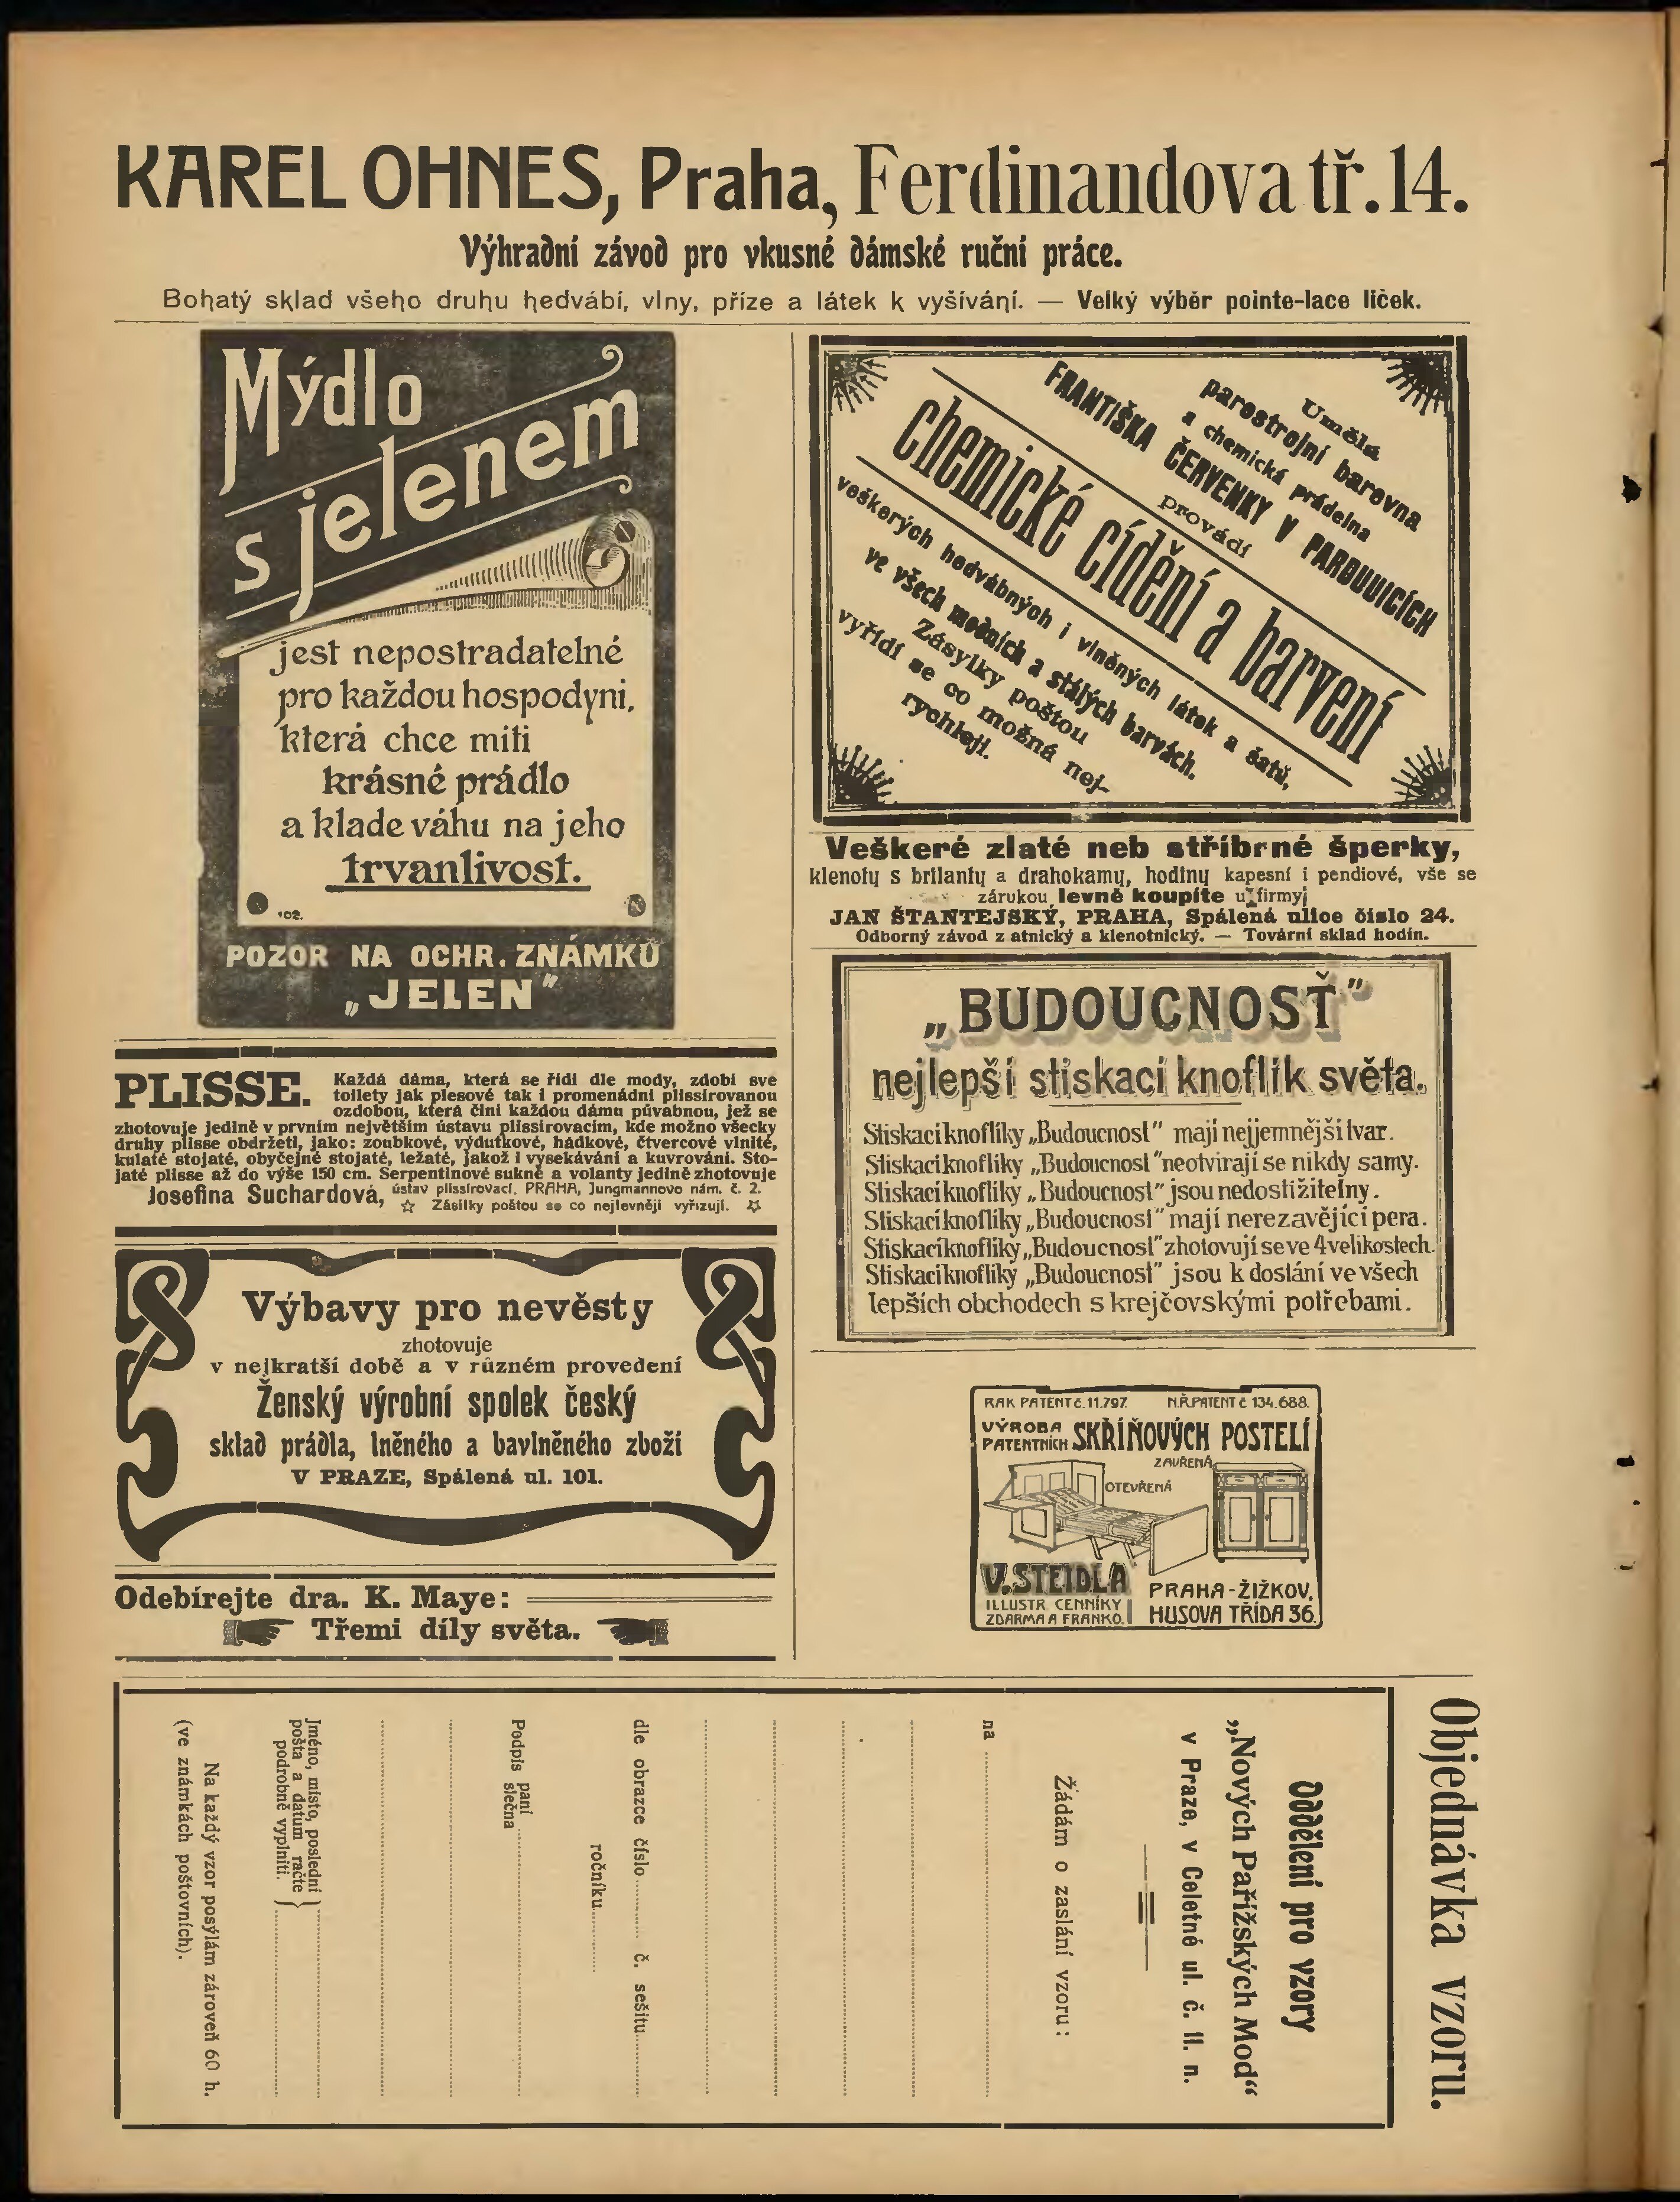 KAREL OHNES, Praha, Ferdinandova tř. 14.
Výhradní závod pro vkusné dámské ruční práce.
Bohatý sklad všeho druhu hedvábí, vlny, příze a látek k vyšívání. — Velký výběr pointe-lace liček.
Mýdlo
s jelenem
jest nepostradatelné
pro každou hospodyni,
která chce míti
krásné prádlo
a klade váhu na jeho
trvanlivost.
102.
POZOR NA OCHR. ZNÁMKU
„JELEN"
PLISSE. Každá dáma, která se řídí dle mody, zdobí své
toilety jak plesové tak i promenádní plissírovanou
ozdobou, která činí každou dámu půvabnou, jež se
zhotovuje jedině v prvním největším ústavu plissírovacím, kde možno všecky
druhy plisse obdržeti, jako: zoubkové, výdutkové, hádkové, čtvercové vlnité,
kulaté stojaté, obyčejné stojaté, ležaté, jakož i vysekávání a kuvrování. Sto-
jaté plisse až do výše 150 cm. Serpentinové sukně a volanty jedině zhotovuje
Josefina Suchardová, ústav plissírovací. PRAHA, Jungmannovo nám. č. 2.
☆ Zásilky poštou se co nejlevněji vyřizují. ☆
Výbavy pro nevěsty
zhotovuje
v nejkratší době a v různém provedení
Ženský výrobní spolek český
sklad prádla, lněného a bavlněného zboží
V PRAZE, Spálená ul. 101.
Odebírejte dra. K. Maye:
Třemi díly světa.
Umělá
parostrojní barevna
a chemická prádelna
FRANTIŠKA ČERVENKY V PARDUBICÍCH
provádí
chemické cídění a barvení
veškerých hedvábných i vlněných látek a šatů,
ve všech modních a stálých barvách.
Zásylky poštou
vyřídí se co možná nej-
rychleji.
Veškeré zlaté neb stříbrné šperky,
klenoty s brilianty a drahokamy, hodiny kapesní i pendlové, vše se
zárukou levně koupíte u firmy
JAN ŠTANTEJSKÝ, PRAHA, Spálená ulice číslo 24.
Odborný závod z atnický a klenotnický. — Tovární sklad hodin.
„BUDOUCNOSŤ"
nejlepší stiskací knoflík světa.
Stiskací knoflíky „Budoucnost" mají nejjemnější tvar.
Stiskací knoflíky „Budoucnost" neotvírají se nikdy samy.
Stiskací knoflíky „Budoucnost" jsou nedostižitelny.
Stiskací knoflíky „Budoucnost" mají nerezavějící pera.
Stiskací knoflíky „Budoucnost" zhotovují se ve 4 velikostech.
Stiskací knoflíky „Budoucnost" jsou k dostání ve všech
lepších obchodech s krejčovskými potřebami.
RAK PATENT č. 11.797. N.Ř. PATENT č 134.688.
VÝROBA
PATENTNÍCH SKŘÍŇOVÝCH POSTELÍ
ZAVŘENÁ
OTEVŘENÁ
V. STEIDLA
ILLUSTR. CENNÍKY
ZDARMA A FRANKO.
PRAHA-ŽIŽKOV,
HUSOVA TŘÍDA 36.
Objednávka vzoru.
Oddělení pro vzory
„Nových Pařížských Mod“
v Praze, v Celetné ul. č. 11. n.
Žádám o zaslání vzoru:
na
dle obrazce číslo č. sešitu
ročníku
Podpis paní
slečna
Jméno, místo, poslední
pošta a datum račte
podrobně vyplniti.
Na každý vzor posýlám zároveň 60 h.
(ve známkách poštovních).